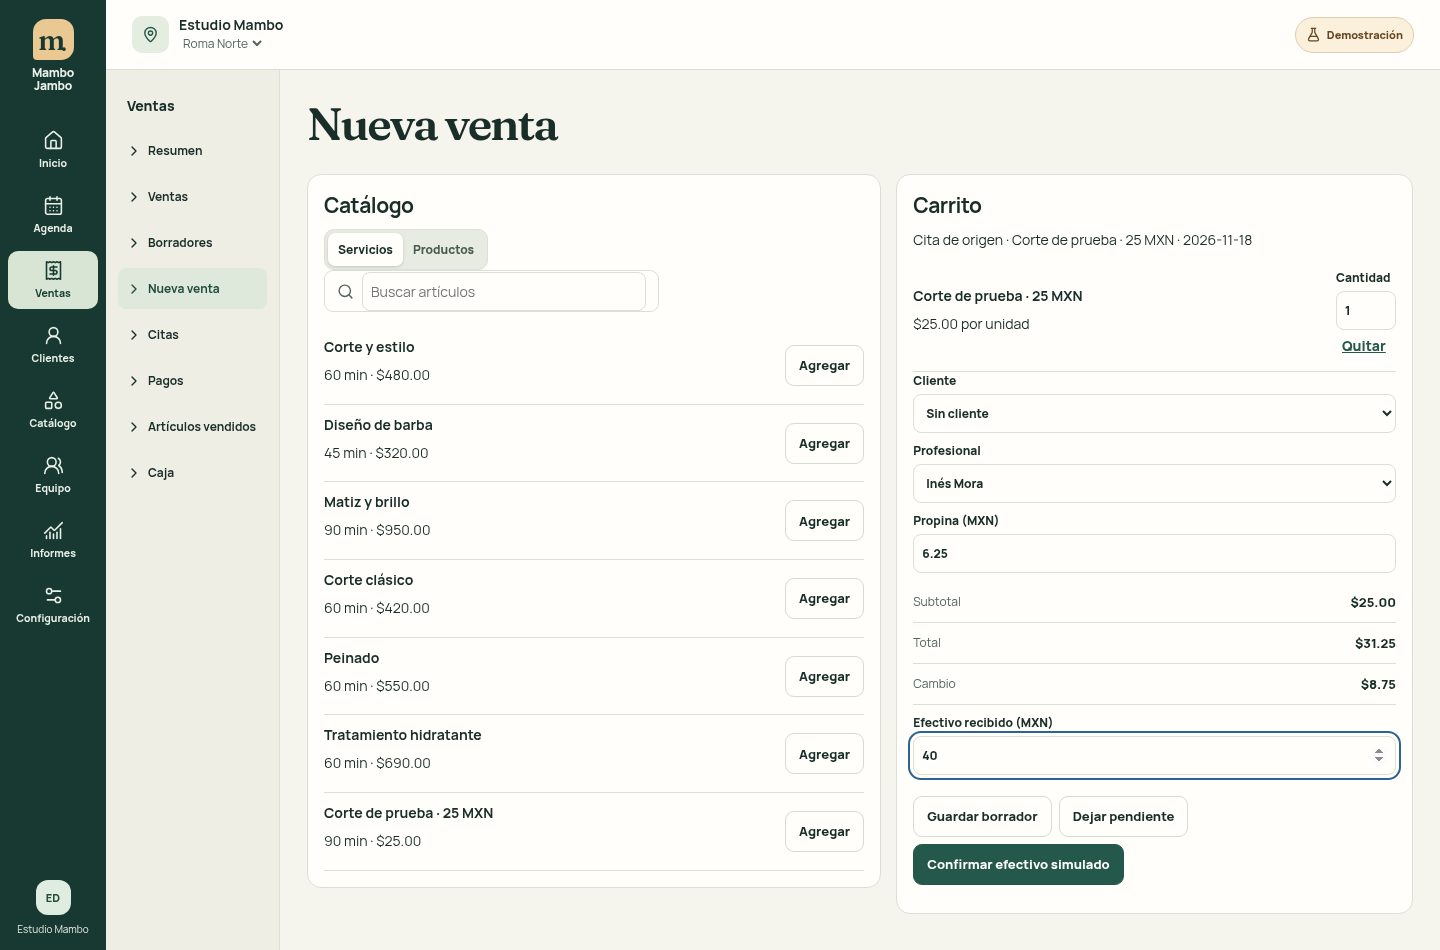 m.
Mambo
Jambo
Inicio
Agenda
Ventas
Clientes
Catálogo
Equipo
Informes
Configuración
ED
Estudio Mambo
Estudio Mambo
Roma Norte
Demostración
Ventas
Resumen
Ventas
Borradores
Nueva venta
Citas
Pagos
Artículos vendidos
Caja
Nueva venta
Catálogo
Servicios
Productos
Buscar artículos
Corte y estilo
60 min · $480.00
Agregar
Diseño de barba
45 min · $320.00
Agregar
Matiz y brillo
90 min · $950.00
Agregar
Corte clásico
60 min · $420.00
Agregar
Peinado
60 min · $550.00
Agregar
Tratamiento hidratante
60 min · $690.00
Agregar
Corte de prueba · 25 MXN
90 min · $25.00
Agregar
Carrito
Cita de origen · Corte de prueba · 25 MXN · 2026-11-18
Corte de prueba · 25 MXN
$25.00 por unidad
Cantidad
1
Quitar
Cliente
Sin cliente
Profesional
Inés Mora
Propina (MXN)
6.25
Subtotal $25.00
Total $31.25
Cambio $8.75
Efectivo recibido (MXN)
40
Guardar borrador
Dejar pendiente
Confirmar efectivo simulado